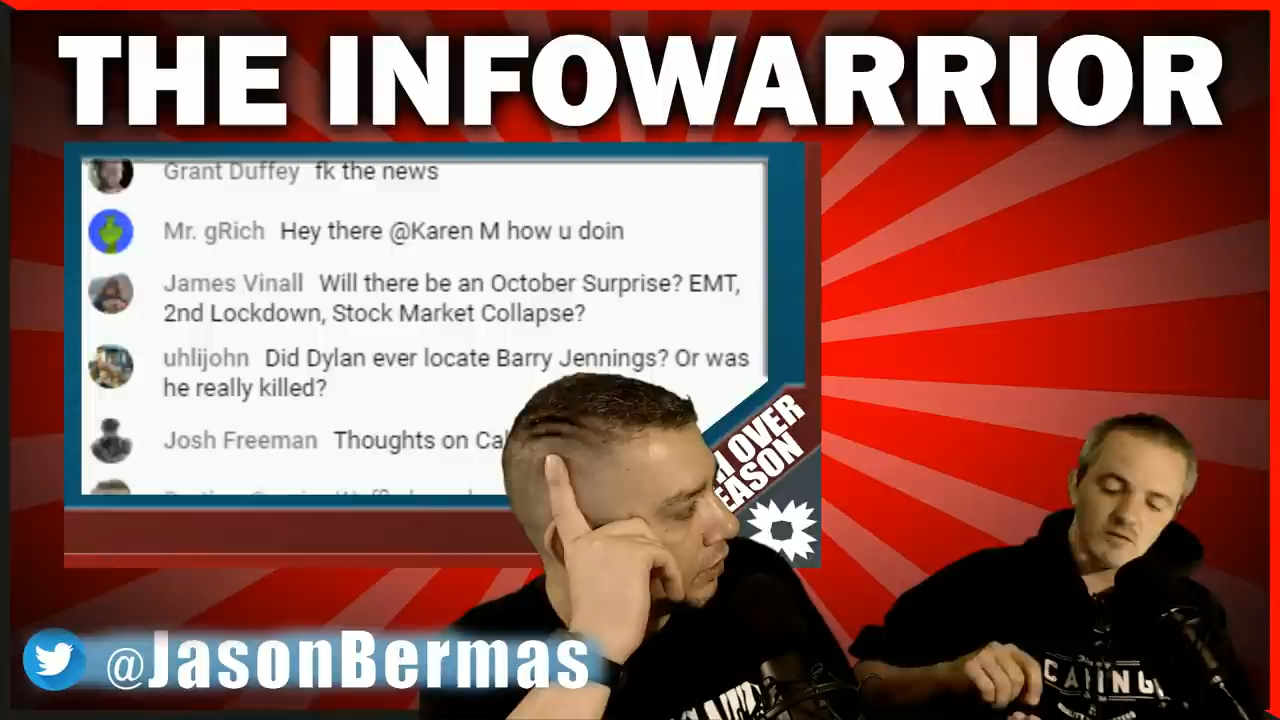 THE INFOWARRIOR
Grant Duffey fk the news
Mr. gRich Hey there @Karen M how u doin
James Vinall Will there be an October Surprise? EMT,
2nd Lockdown, Stock Market Collapse?
uhlijohn Did Dylan ever locate Barry Jennings? Or was
he really killed?
Josh Freeman Thoughts on
OVER
@JasonBermas